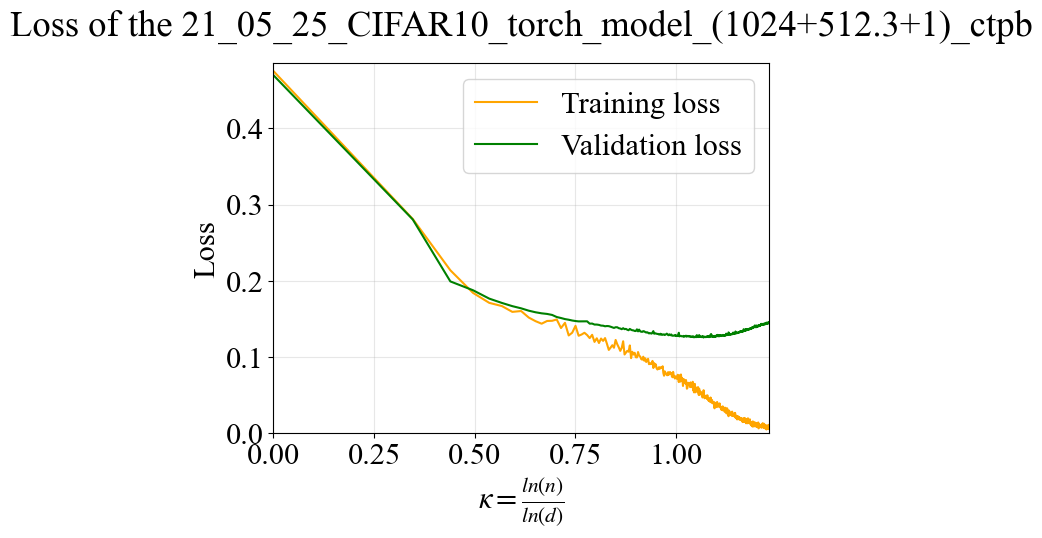 Loss of the 21_05_25_CIFAR10_torch_model_(1024+512.3+1)_ctpb
Training loss
Validation loss
Loss
0.4
0.3
0.2
0.1
0.0
0.00 0.25 0.50 0.75 1.00
κ = ln(n)/ln(d)